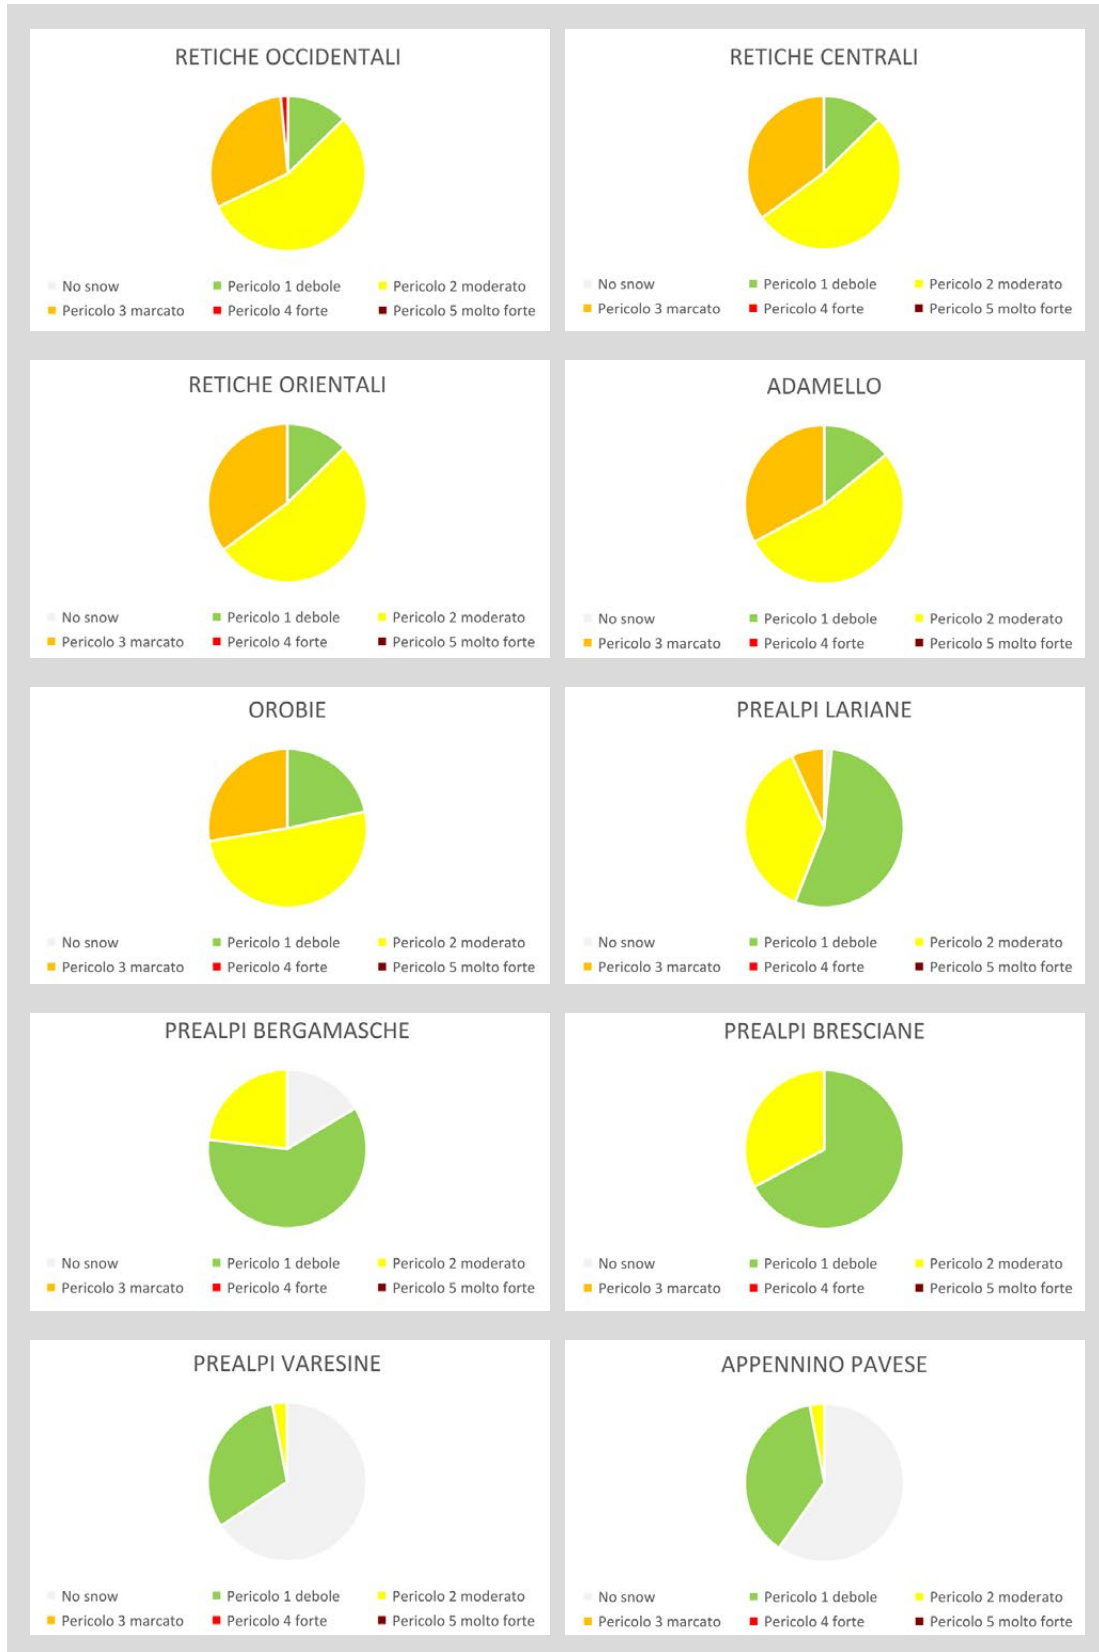 RETICHE OCCIDENTALI
No snow Pericolo 1 debole Pericolo 2 moderato
Pericolo 3 marcato Pericolo 4 forte Pericolo 5 molto forte
RETICHE CENTRALI
No snow Pericolo 1 debole Pericolo 2 moderato
Pericolo 3 marcato Pericolo 4 forte Pericolo 5 molto forte
RETICHE ORIENTALI
No snow Pericolo 1 debole Pericolo 2 moderato
Pericolo 3 marcato Pericolo 4 forte Pericolo 5 molto forte
ADAMELLO
No snow Pericolo 1 debole Pericolo 2 moderato
Pericolo 3 marcato Pericolo 4 forte Pericolo 5 molto forte
OROBIE
No snow Pericolo 1 debole Pericolo 2 moderato
Pericolo 3 marcato Pericolo 4 forte Pericolo 5 molto forte
PREALPI LARIANE
No snow Pericolo 1 debole Pericolo 2 moderato
Pericolo 3 marcato Pericolo 4 forte Pericolo 5 molto forte
PREALPI BERGAMASCHE
No snow Pericolo 1 debole Pericolo 2 moderato
Pericolo 3 marcato Pericolo 4 forte Pericolo 5 molto forte
PREALPI BRESCIANE
No snow Pericolo 1 debole Pericolo 2 moderato
Pericolo 3 marcato Pericolo 4 forte Pericolo 5 molto forte
PREALPI VARESINE
No snow Pericolo 1 debole Pericolo 2 moderato
Pericolo 3 marcato Pericolo 4 forte Pericolo 5 molto forte
APPENNINO PAVESE
No snow Pericolo 1 debole Pericolo 2 moderato
Pericolo 3 marcato Pericolo 4 forte Pericolo 5 molto forte